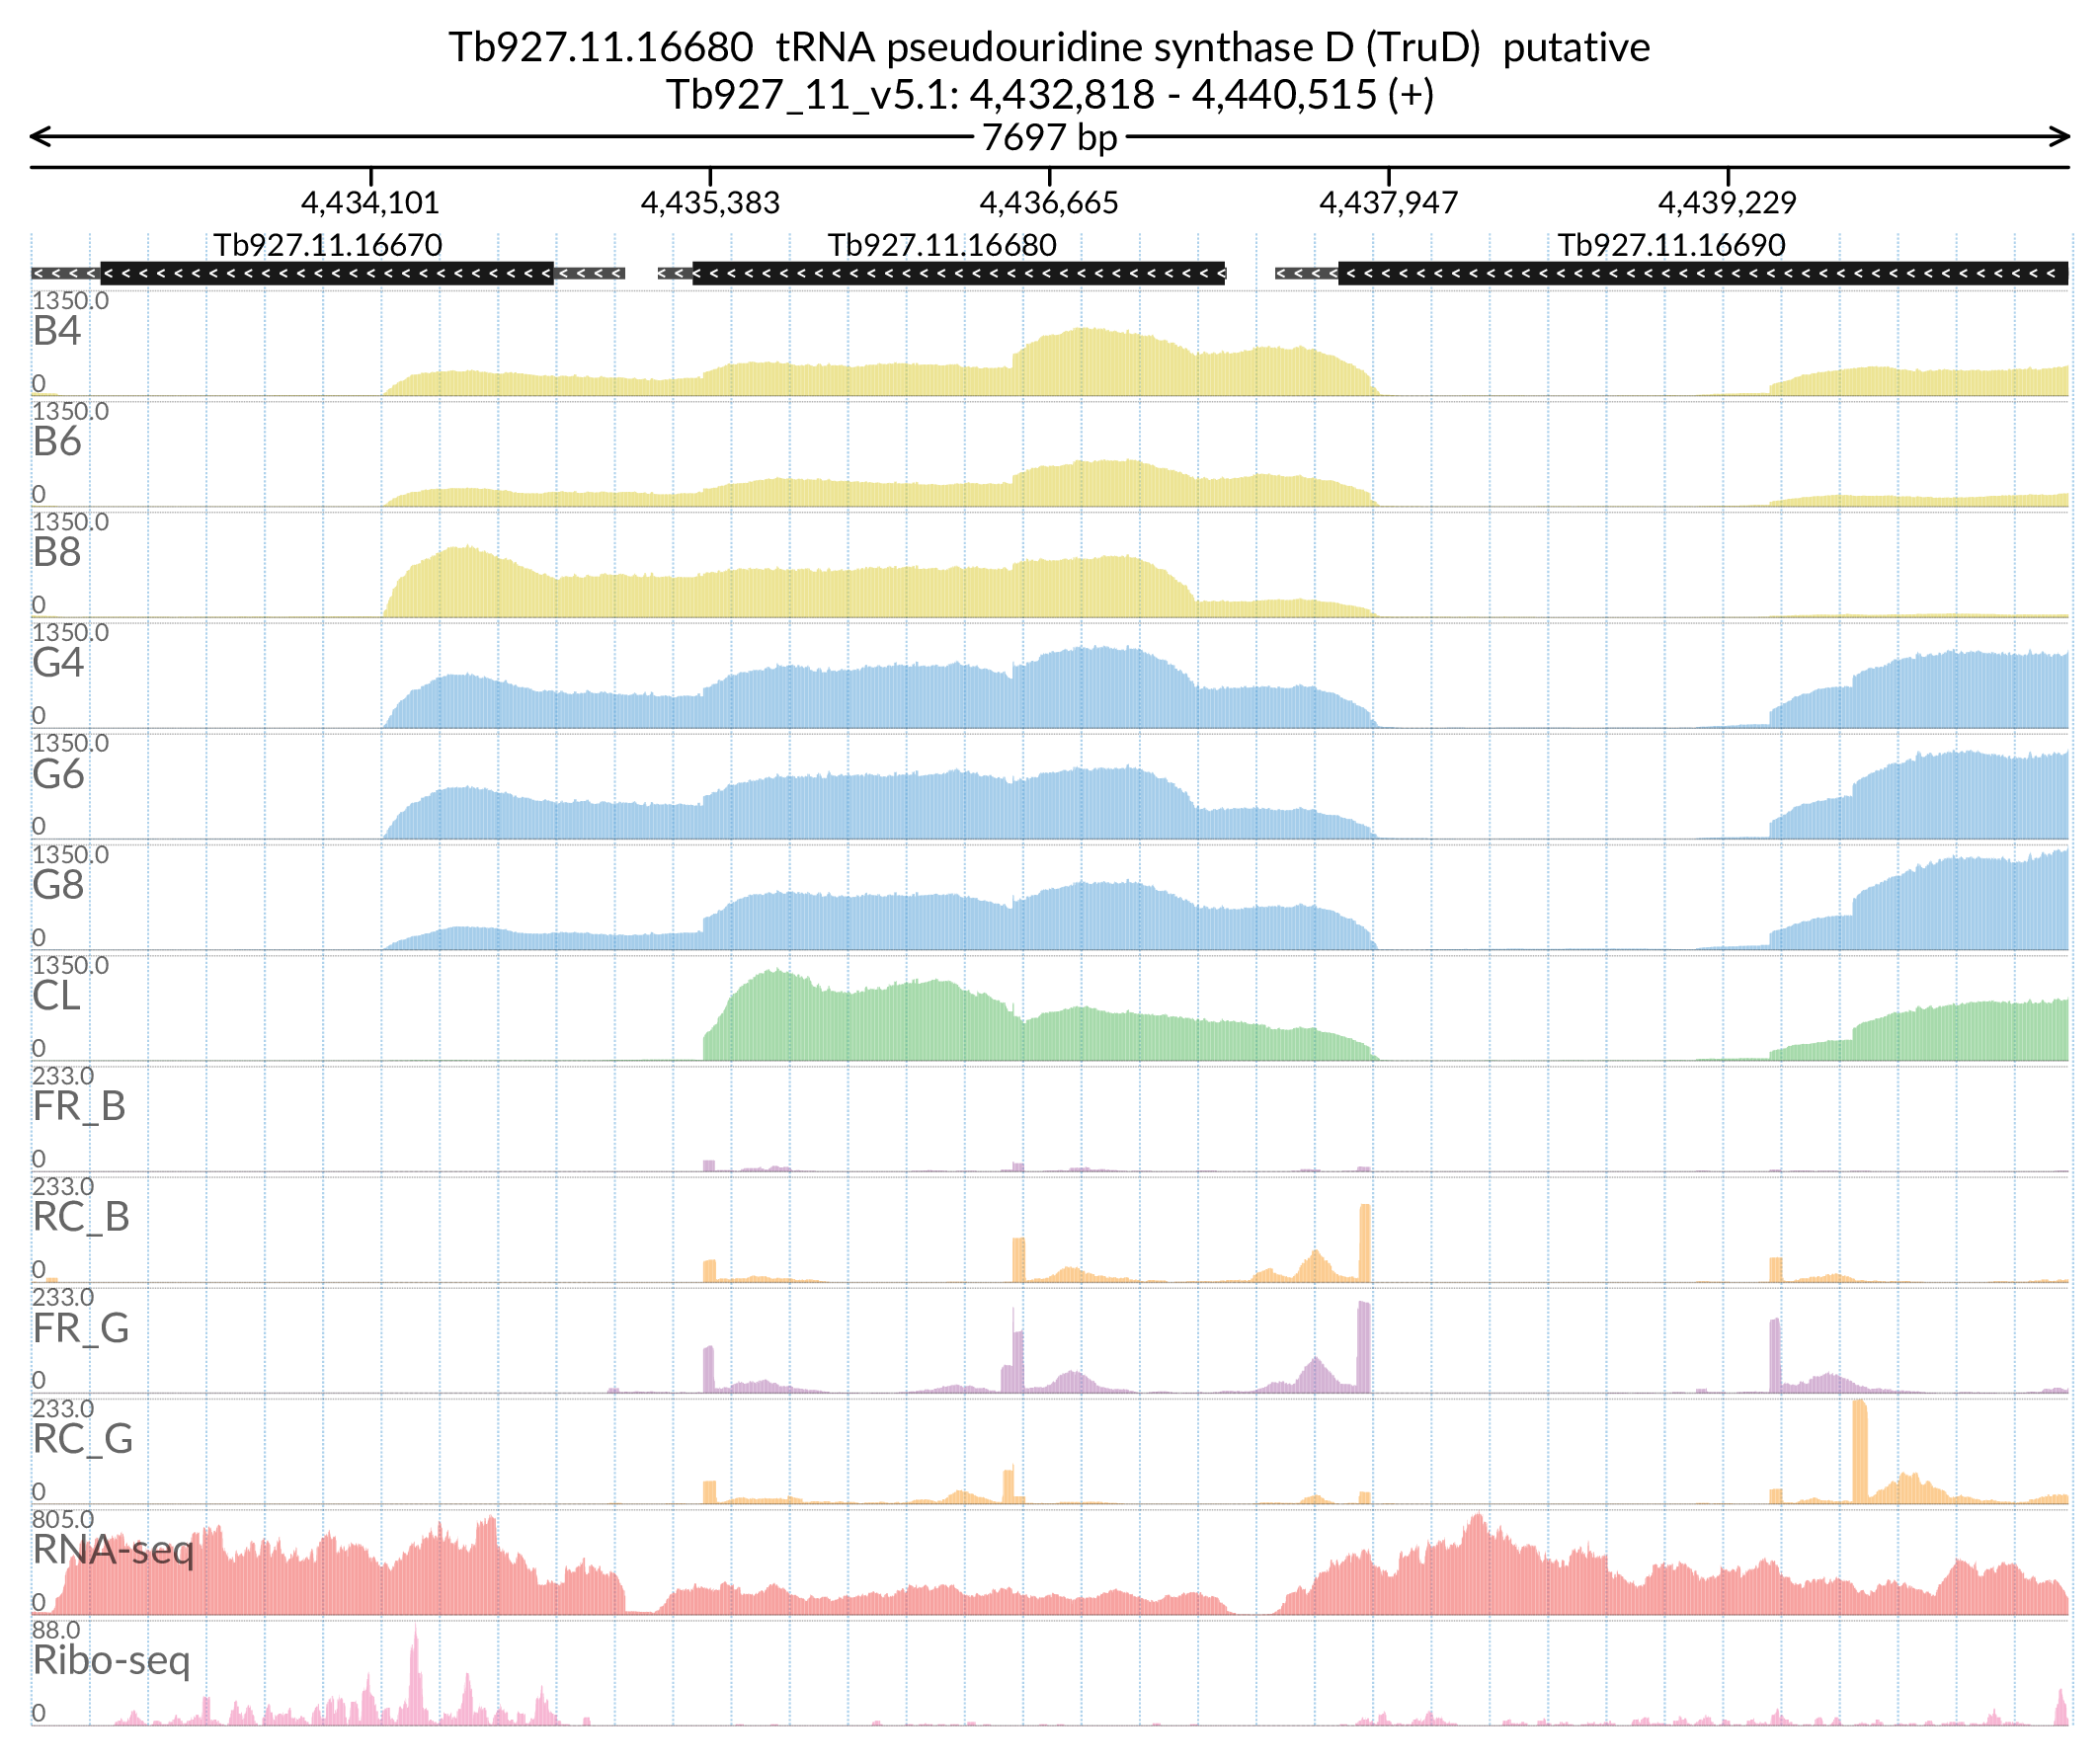 Tb927.11.16680 tRNA pseudouridine synthase D (TruD) putative
Tb927_11_v5.1: 4,432,818 - 4,440,515 (+)
7697 bp
4,434,101 4,435,383 4,436,665 4,437,947 4,439,229
Tb927.11.16670 Tb927.11.16680 Tb927.11.16690
1350.0
B4
0
1350.0
B6
0
1350.0
B8
0
1350.0
G4
0
1350.0
G6
0
1350.0
G8
0
1350.0
CL
0
233.0
FR_B
0
233.0
RC_B
0
233.0
FR_G
0
233.0
RC_G
0
805.0
RNA-seq
0
88.0
Ribo-seq
0